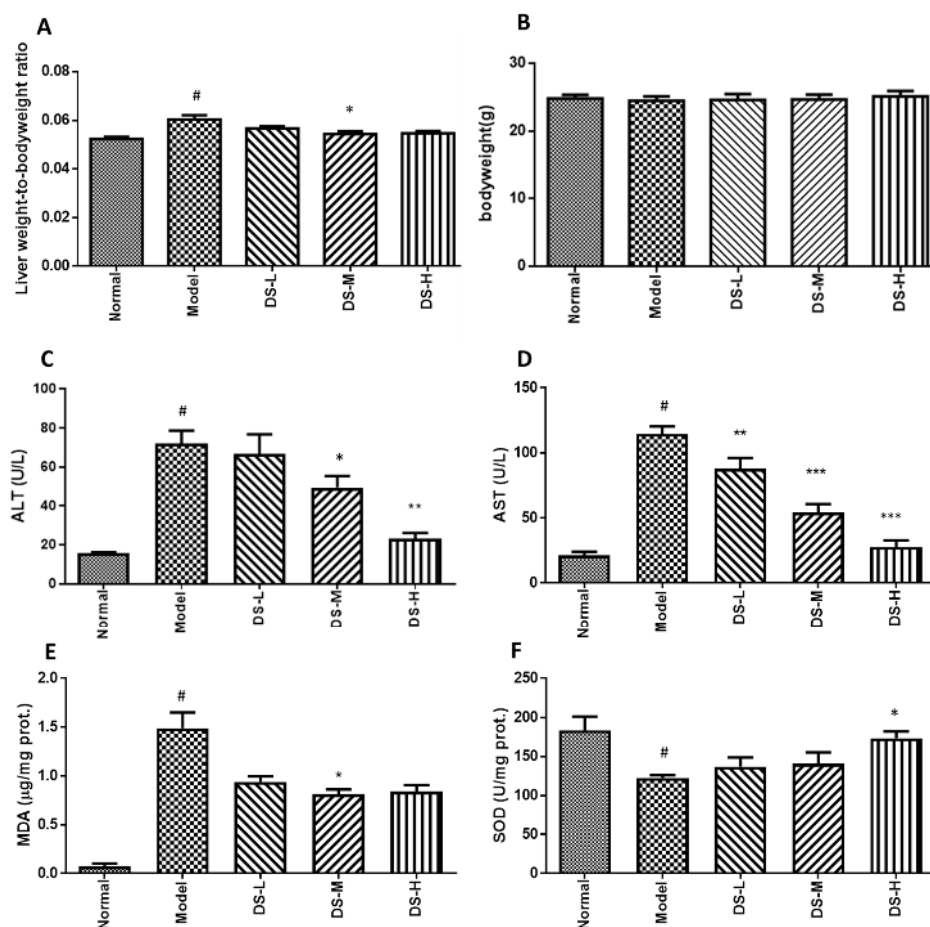 A
Liver weight-to-bodyweight ratio
0.08
0.06
0.04
0.02
0.00
#
*
Normal
Model
DS-L
DS-M
DS-H
B
bodyweight(g)
30
20
10
0
Normal
Model
DS-L
DS-M
DS-H
C
ALT (U/L)
100
80
60
40
20
0
#
*
**
Normal
Model
DS-L
DS-M
DS-H
D
AST (U/L)
150
100
50
0
#
**
***
***
Normal
Model
DS-L
DS-M
DS-H
E
MDA (μg/mg prot.)
2.0
1.5
1.0
0.5
0.0
#
*
Normal
Model
DS-L
DS-M
DS-H
F
SOD (U/mg prot.)
250
200
150
100
50
0
#
*
Normal
Model
DS-L
DS-M
DS-H